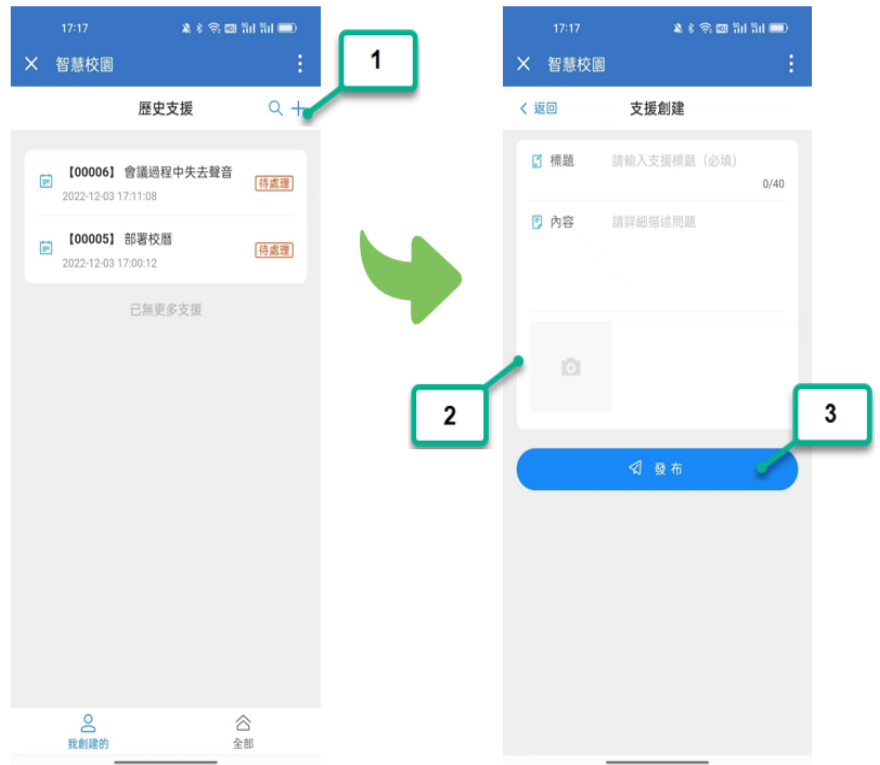 17:17
智慧校園
歷史支援
【00006】 會議過程中失去聲音
2022-12-03 17:11:08
待處理
【00005】 部署校曆
2022-12-03 17:00:12
待處理
已無更多支援
我創建的
全部
1
17:17
智慧校園
返回
支援創建
標題
請輸入支援標題（必填）
0/40
內容
請詳細描述問題
發布
2
3